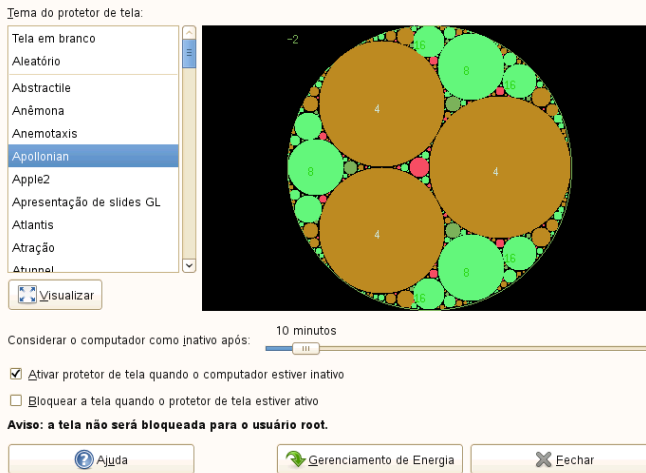 Tema do protetor de tela:
Tela em branco
Aleatório
Abstractile
Anêmona
Anemotaxis
Apollonian
Apple2
Apresentação de slides GL
Atlantis
Atração
Atunnel
Visualizar
-2
16
8
16
4
4
8
4
8
16
16
Considerar o computador como inativo após:
10 minutos
Ativar protetor de tela quando o computador estiver inativo
Bloquear a tela quando o protetor de tela estiver ativo
Aviso: a tela não será bloqueada para o usuário root.
Ajuda
Gerenciamento de Energia
Fechar